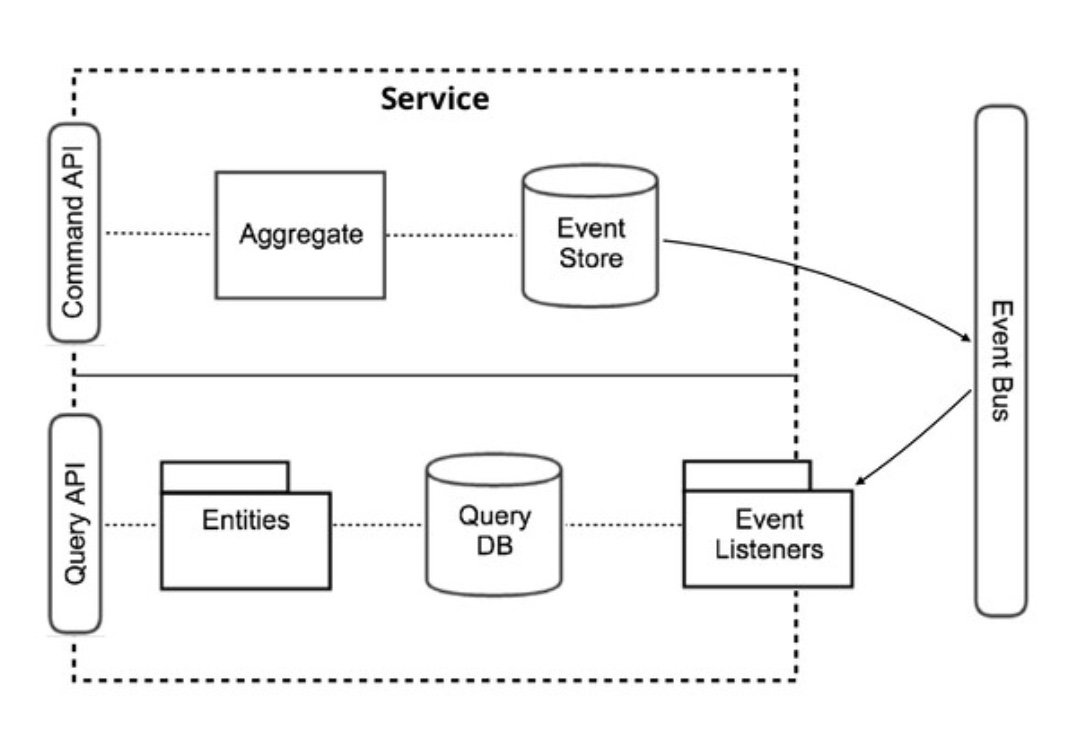 Service
Command API
Aggregate
Event
Store
Event Bus
Query API
Entities
Query
DB
Event
Listeners